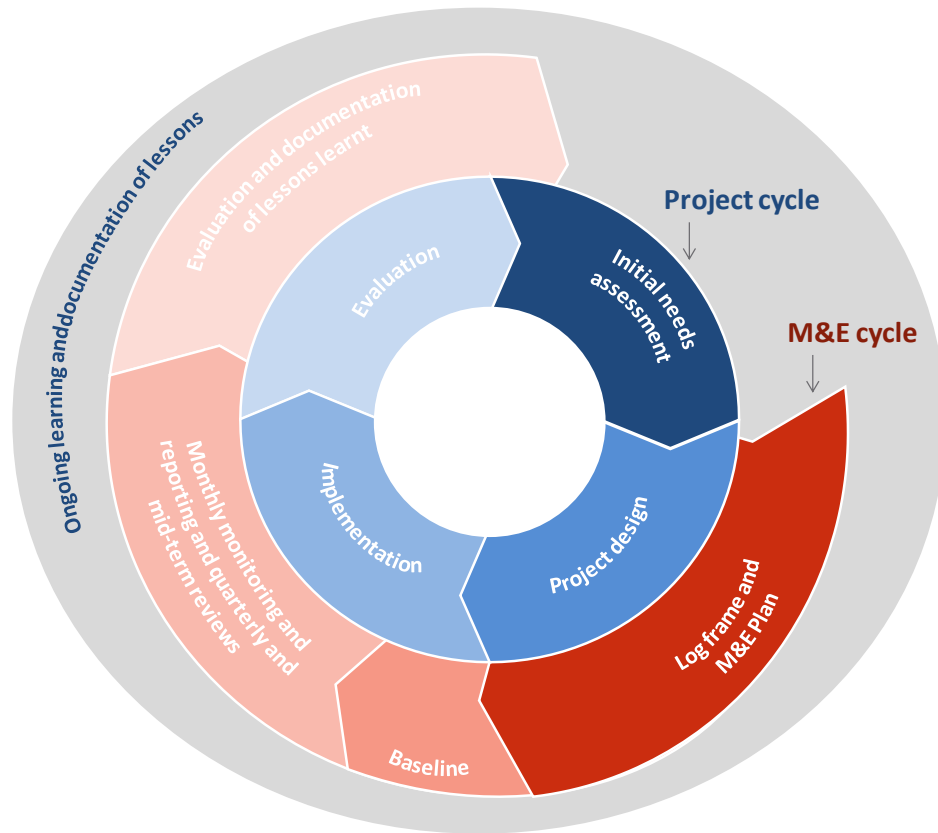 Ongoing learning anddocumentation of lessons
Evaluation and documentation
of lessons learnt
Project cycle
M&E cycle
Evaluation
Initial needs
assessment
Implementation
Project design
Monthly monitoring and
reporting and quarterly and
mid-term reviews
Log frame and
M&E Plan
Baseline